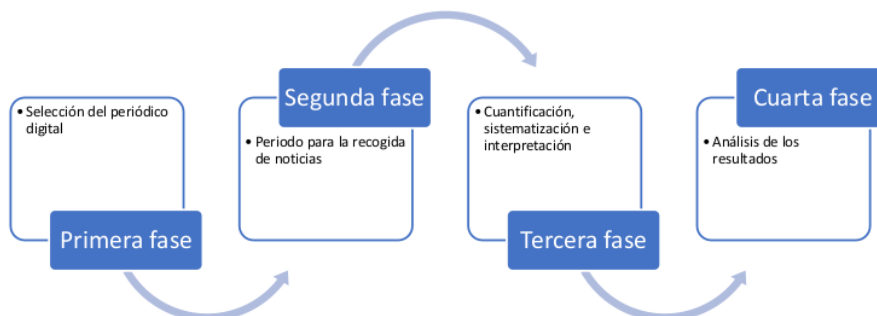 • Selección del periódico
digital
Primera fase
Segunda fase
• Periodo para la recogida
de noticias
• Cuantificación,
sistematización e
interpretación
Tercera fase
Cuarta fase
• Análisis de los
resultados